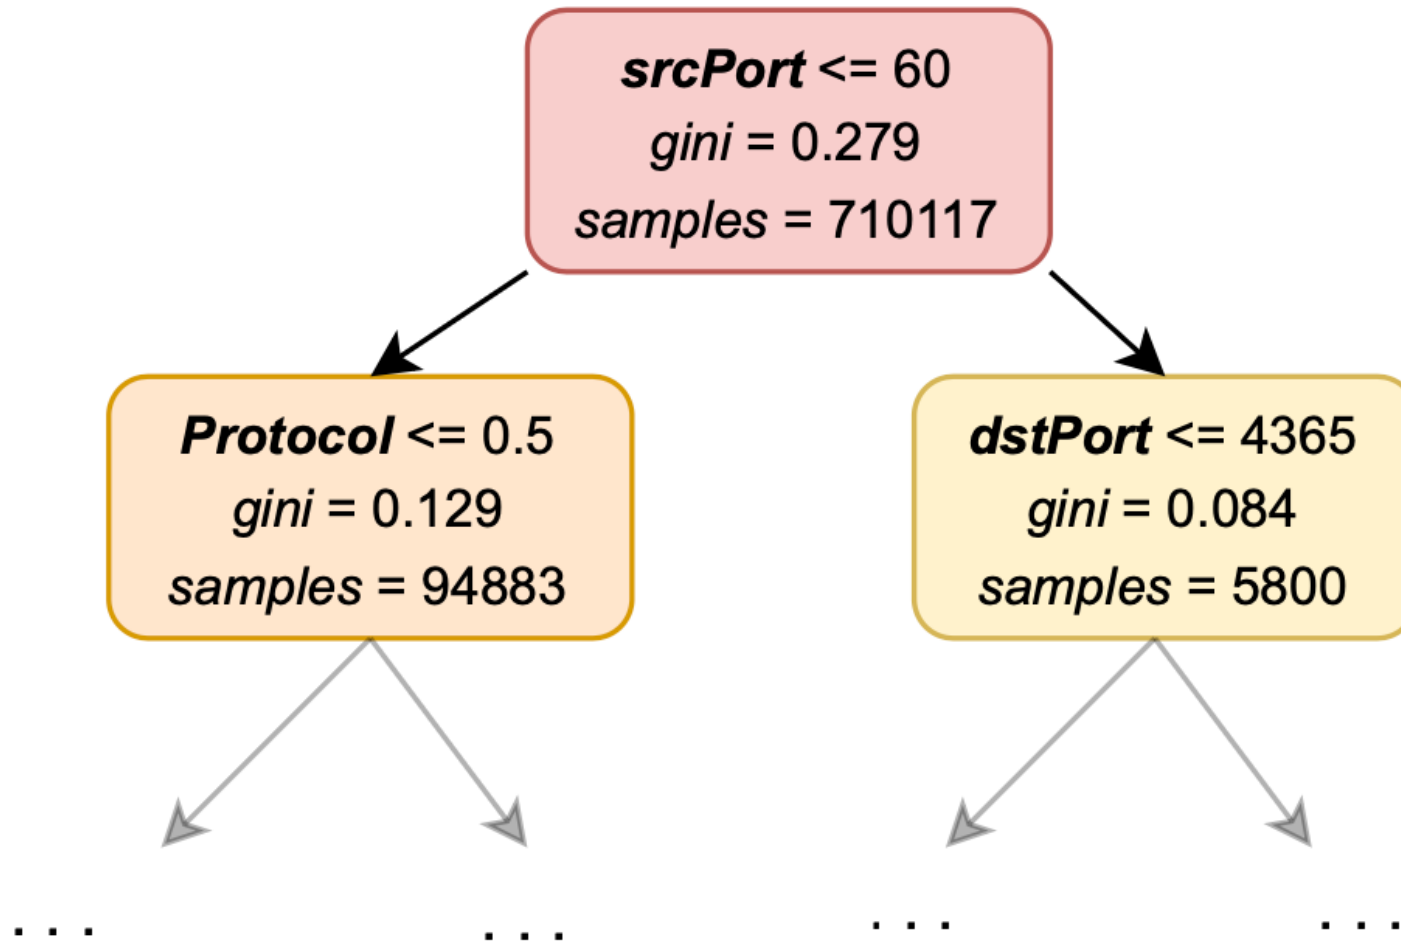 srcPort <= 60
gini = 0.279
samples = 710117
Protocol <= 0.5
gini = 0.129
samples = 94883
dstPort <= 4365
gini = 0.084
samples = 5800
. . .
. . .
. . .
. . .